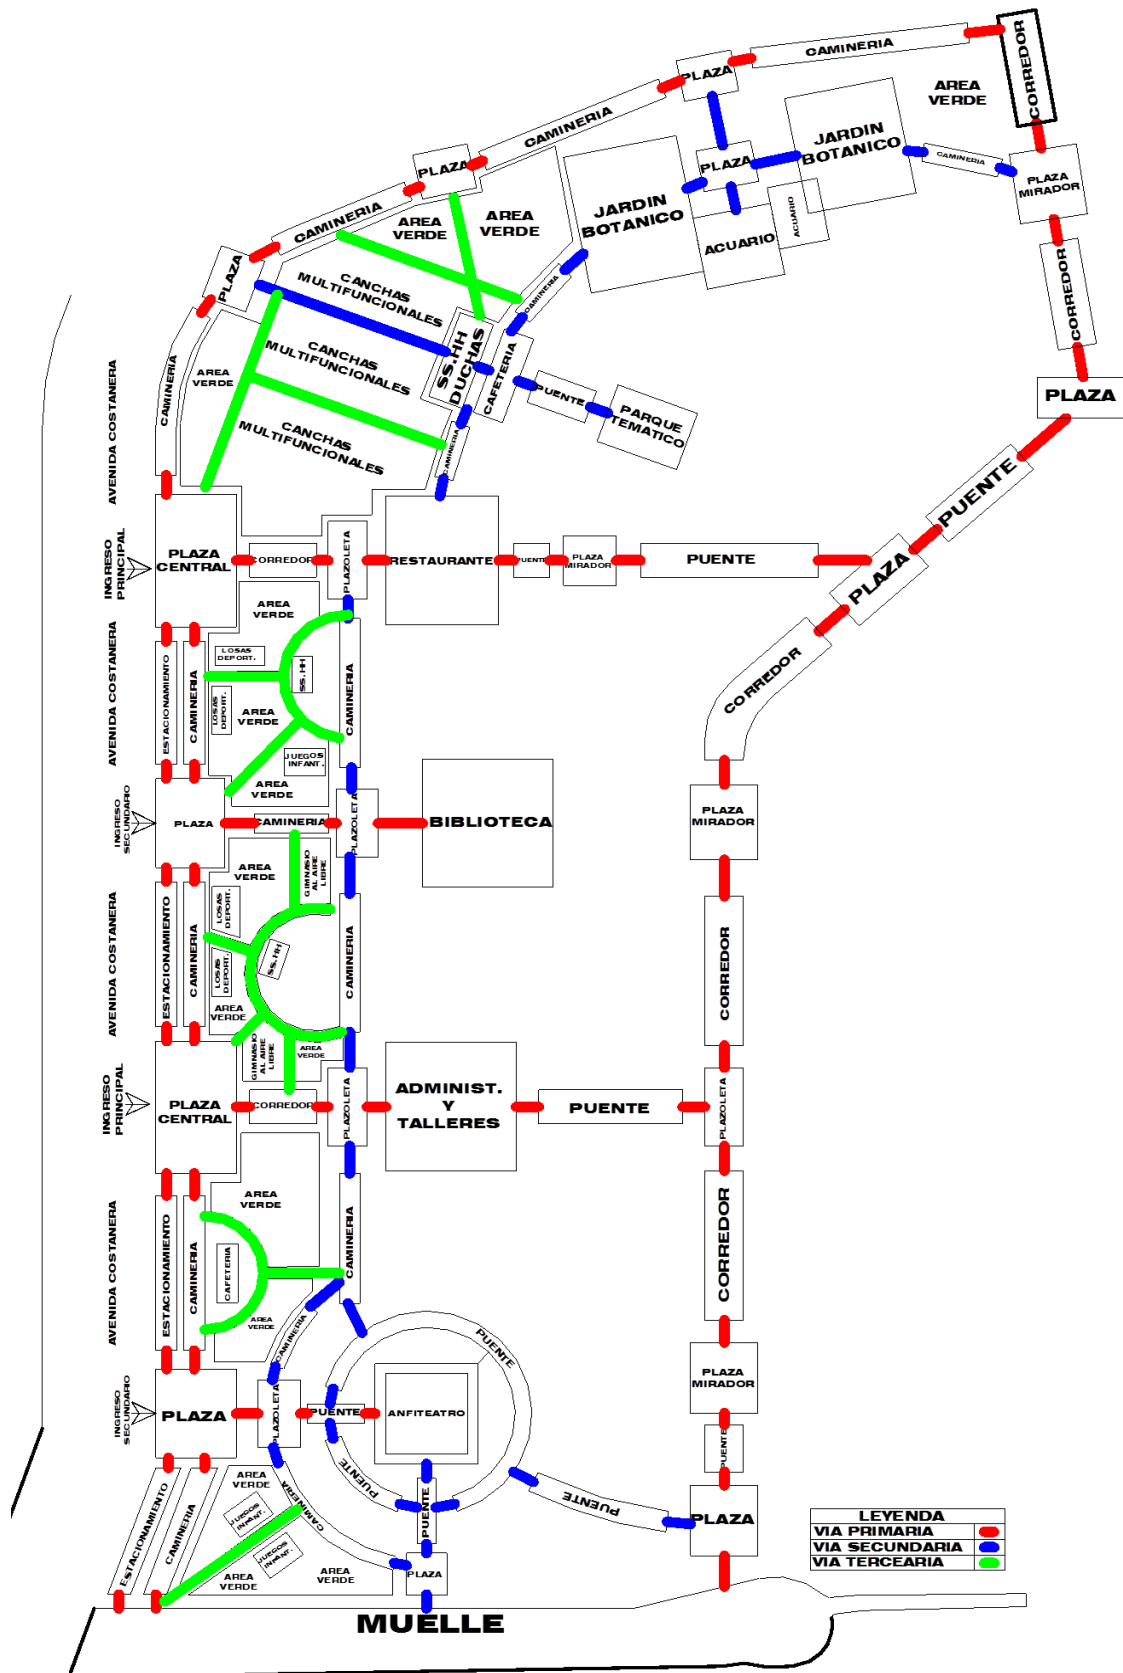 CAMINERIA
CORREDOR
PLAZA
AREA
VERDE
CAMINERIA
JARDIN
BOTANICO
CAMINERIA
PLAZA
PLAZA
PLAZA
MIRADOR
CAMINERIA
AREA
VERDE
AREA
VERDE
JARDIN
BOTANICO
ACUARIO
ACUARIO
PLAZA
CANCHAS
MULTIFUNCIONALES
CAMINERIA
CORREDOR
CANCHAS
MULTIFUNCIONALES
SS.HH
DUCHAS
CAFETERIA
AREA
VERDE
CAMINERIA
PUENTE
PARQUE
TEMATICO
PLAZA
AVENIDA COSTANERA
CANCHAS
MULTIFUNCIONALES
CAMINERIA
PUENTE
INGRESO
PRINCIPAL
PLAZA
CENTRAL
CORREDOR
PLAZOLETA
RESTAURANTE
PUENTE
PLAZA
MIRADOR
PUENTE
PLAZA
AREA
VERDE
AVENIDA COSTANERA
ESTACIONAMIENTO
CAMINERIA
LOSAS
DEPORT.
SS.HH
LOSAS
DEPORT.
AREA
VERDE
CAMINERIA
CORREDOR
JUEGOS
INFANT.
AREA
VERDE
INGRESO
SECUNDARIO
PLAZA
CAMINERIA
PLAZOLETA
BIBLIOTECA
PLAZA
MIRADOR
AREA
VERDE
GIMNASIO
AL AIRE
LIBRE
AVENIDA COSTANERA
ESTACIONAMIENTO
CAMINERIA
LOSAS
DEPORT.
SS.HH
LOSAS
DEPORT.
CAMINERIA
CORREDOR
AREA
VERDE
GIMNASIO
AL AIRE
LIBRE
AREA
VERDE
INGRESO
PRINCIPAL
PLAZA
CENTRAL
CORREDOR
PLAZOLETA
ADMINIST.
Y
TALLERES
PUENTE
PLAZOLETA
AREA
VERDE
AVENIDA COSTANERA
ESTACIONAMIENTO
CAMINERIA
CAFETERIA
CAMINERIA
CORREDOR
AREA
VERDE
CAMINERIA
PUENTE
PLAZA
MIRADOR
INGRESO
SECUNDARIO
PLAZA
PLAZOLETA
PUENTE
ANFITEATRO
PUENTE
ESTACIONAMIENTO
CAMINERIA
AREA
VERDE
JUEGOS
INFANT.
CAMINERIA
PUENTE
PUENTE
PUENTE
PLAZA
JUEGOS
INFANT.
AREA
VERDE
AREA
VERDE
PLAZA
MUELLE
LEYENDA
VIA PRIMARIA
VIA SECUNDARIA
VIA TERCEARIA